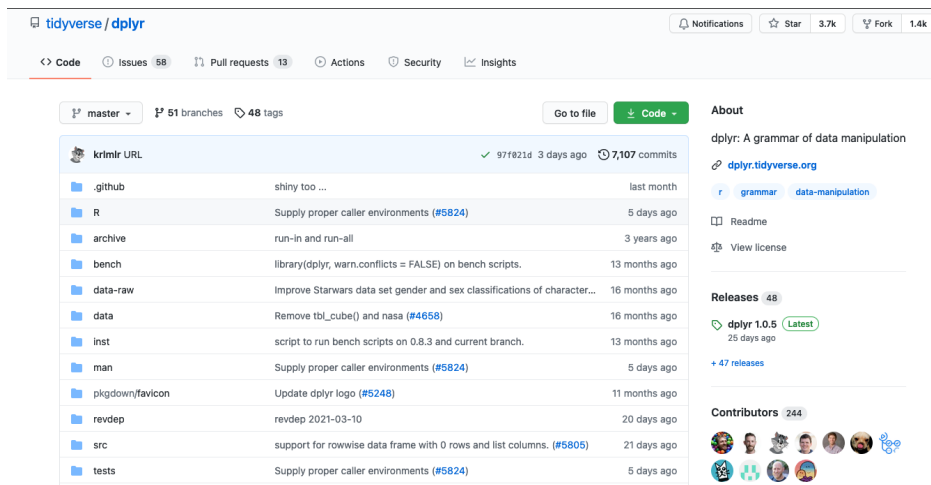 tidyverse / dplyr
Notifications Star 3.7k Fork 1.4k
Code Issues 58 Pull requests 13 Actions Security Insights
master 51 branches 48 tags Go to file Code
krlmlr URL 97f021d 3 days ago 7,107 commits
.github shiny too ... last month
R Supply proper caller environments (#5824) 5 days ago
archive run-in and run-all 3 years ago
bench library(dplyr, warn.conflicts = FALSE) on bench scripts. 13 months ago
data-raw Improve Starwars data set gender and sex classifications of character... 16 months ago
data Remove tbl_cube() and nasa (#4658) 16 months ago
inst script to run bench scripts on 0.8.3 and current branch. 13 months ago
man Supply proper caller environments (#5824) 5 days ago
pkgdown/favicon Update dplyr logo (#5248) 11 months ago
revdep revdep 2021-03-10 20 days ago
src support for rowwise data frame with 0 rows and list columns. (#5805) 21 days ago
tests Supply proper caller environments (#5824) 5 days ago
About
dplyr: A grammar of data manipulation
dplyr.tidyverse.org
r grammar data-manipulation
Readme
View license
Releases 48
dplyr 1.0.5 Latest
25 days ago
+ 47 releases
Contributors 244